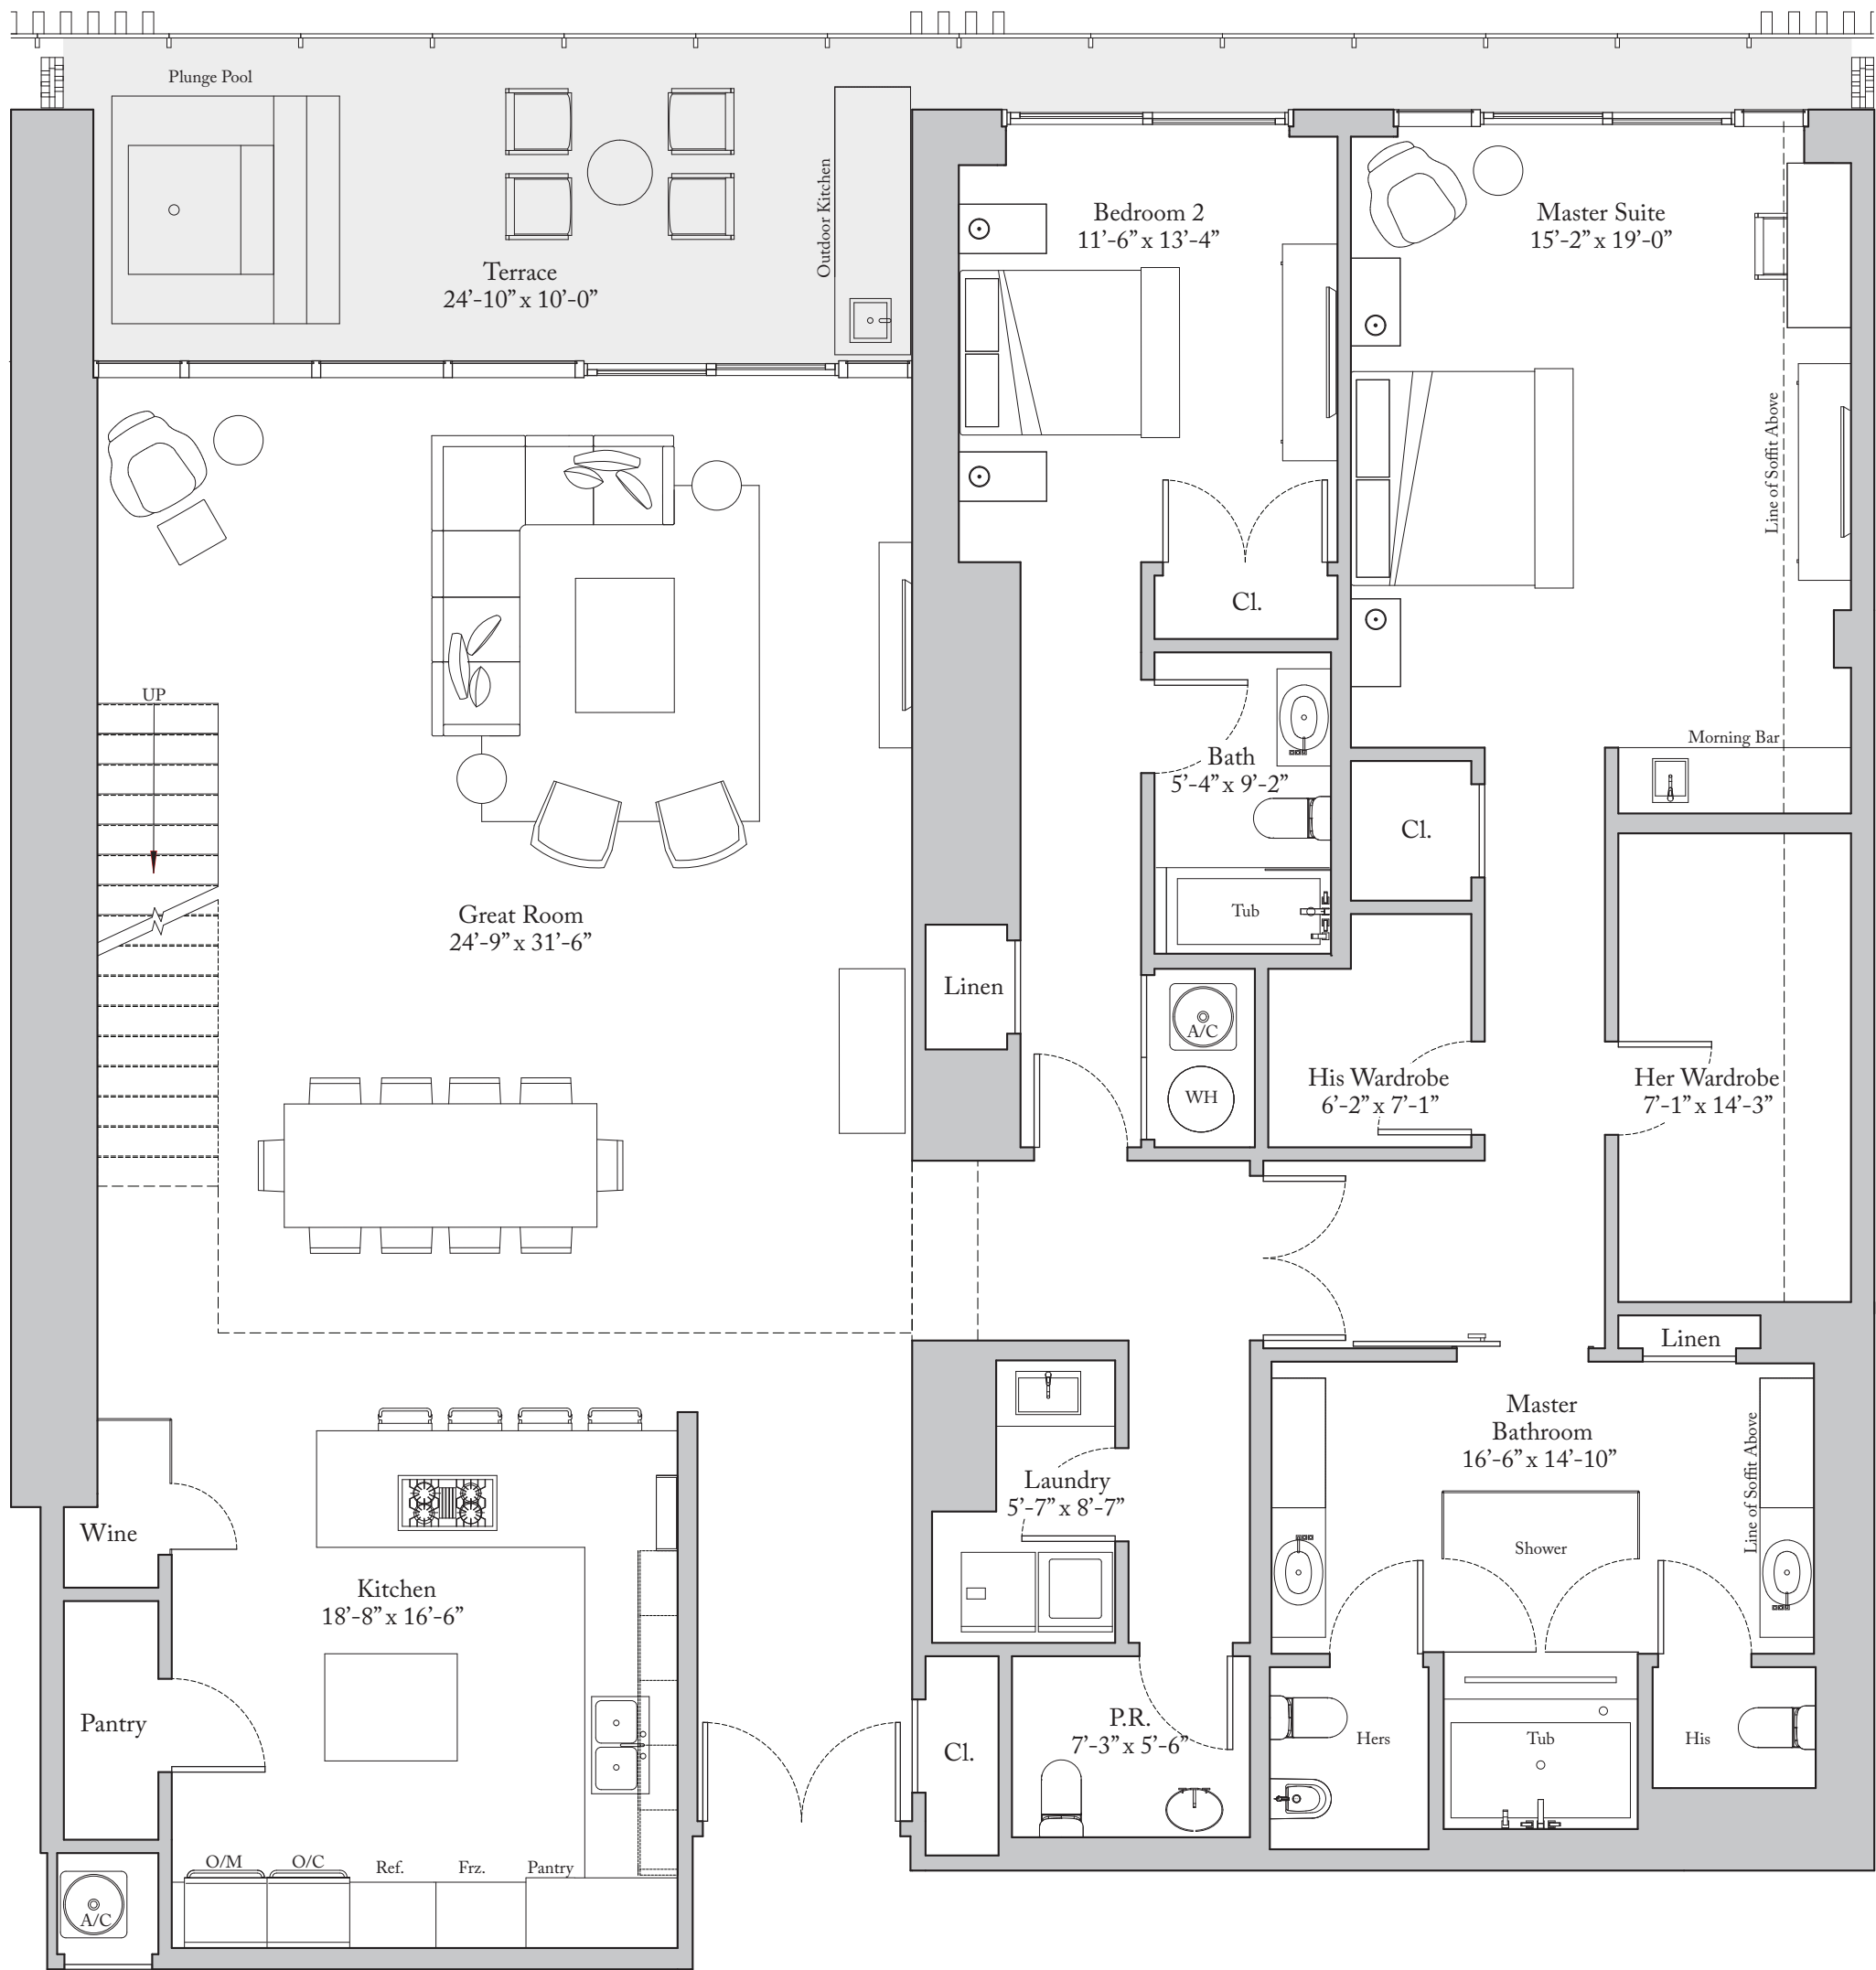 Plunge Pool
Terrace
24'-10" x 10'-0"
Outdoor Kitchen
Bedroom 2
11'-6" x 13'-4"
Master Suite
15'-2" x 19'-0"
Line of Soffit Above
Cl.
UP
Morning Bar
Bath
5'-4" x 9'-2"
Cl.
Tub
Great Room
24'-9" x 31'-6"
Linen
A/C
WH
His Wardrobe
6'-2" x 7'-1"
Her Wardrobe
7'-1" x 14'-3"
Linen
Master
Bathroom
16'-6" x 14'-10"
Line of Soffit Above
Laundry
5'-7" x 8'-7"
Wine
Shower
Kitchen
18'-8" x 16'-6"
Pantry
P.R.
7'-3" x 5'-6"
Cl.
Hers
Tub
His
O/M
O/C
Ref.
Frz.
Pantry
A/C